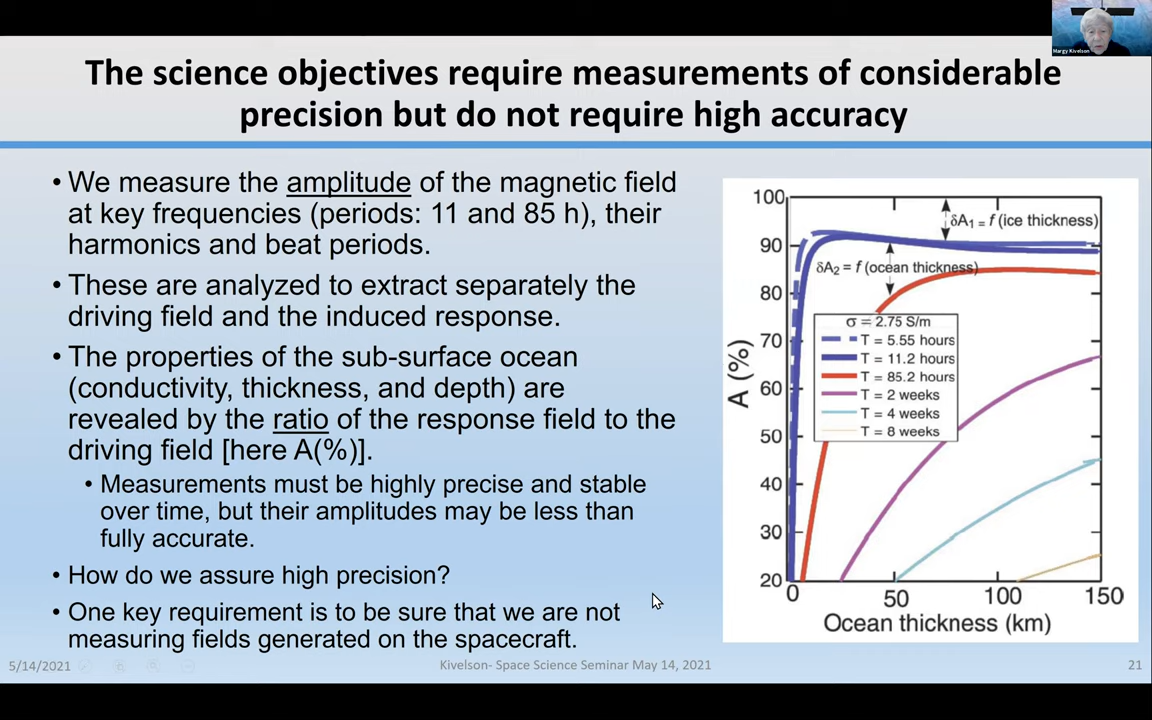 Margy Kivelson
The science objectives require measurements of considerable
precision but do not require high accuracy
• We measure the amplitude of the magnetic field
at key frequencies (periods: 11 and 85 h), their
harmonics and beat periods.
• These are analyzed to extract separately the
driving field and the induced response.
• The properties of the sub-surface ocean
(conductivity, thickness, and depth) are
revealed by the ratio of the response field to the
driving field [here A(%)].
• Measurements must be highly precise and stable
over time, but their amplitudes may be less than
fully accurate.
• How do we assure high precision?
• One key requirement is to be sure that we are not
measuring fields generated on the spacecraft.
100
90
80
70
60
50
40
30
20
A (%)
δA₁ = f (ice thickness)
δA₂ = f (ocean thickness)
σ = 2.75 S/m
T = 5.55 hours
T = 11.2 hours
T = 85.2 hours
T = 2 weeks
T = 4 weeks
T = 8 weeks
0 50 100 150
Ocean thickness (km)
5/14/2021
Kivelson- Space Science Seminar May 14, 2021
21